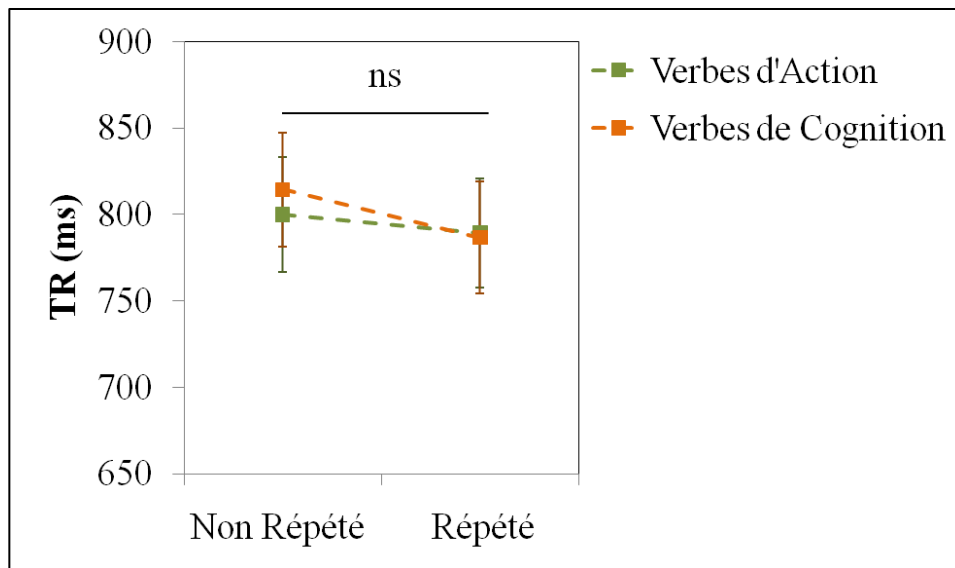 900
850
800
750
700
650
TR (ms)
ns
Non Répété
Répété
Verbes d'Action
Verbes de Cognition